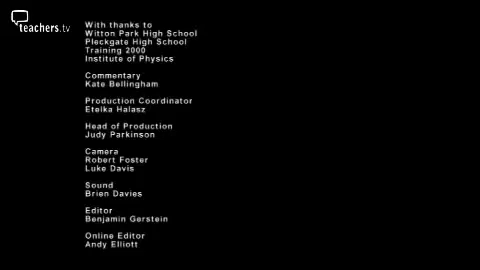 teachers.tv
With thanks to
Witton Park High School
Pleckgate High School
Training 2000
Institute of Physics
Commentary
Kate Bellingham
Production Coordinator
Etelka Halasz
Head of Production
Judy Parkinson
Camera
Robert Foster
Luke Davis
Sound
Brien Davies
Editor
Benjamin Gerstein
Online Editor
Andy Elliott